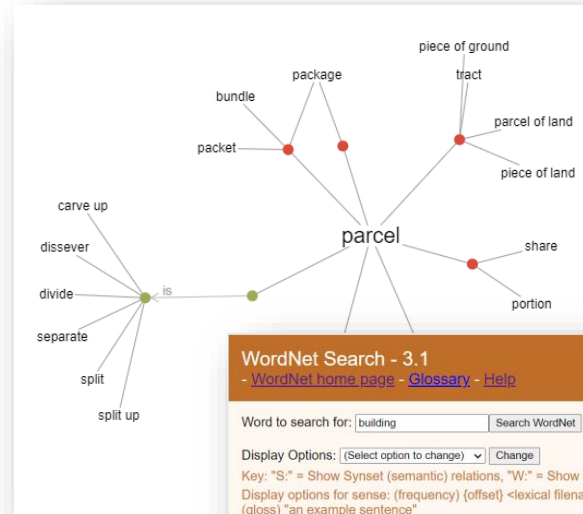 piece of ground
package
tract
bundle
parcel of land
packet
piece of land
carve up
parcel
dissever
share
divide
is
portion
separate
split
split up
WordNet Search - 3.1
- WordNet home page - Glossary - Help
Word to search for: building Search WordNet
Display Options: (Select option to change) Change
Key: "S:" = Show Synset (semantic) relations, "W:" = Show
Display options for sense: (frequency) {offset} <lexical filena
(gloss) "an example sentence"